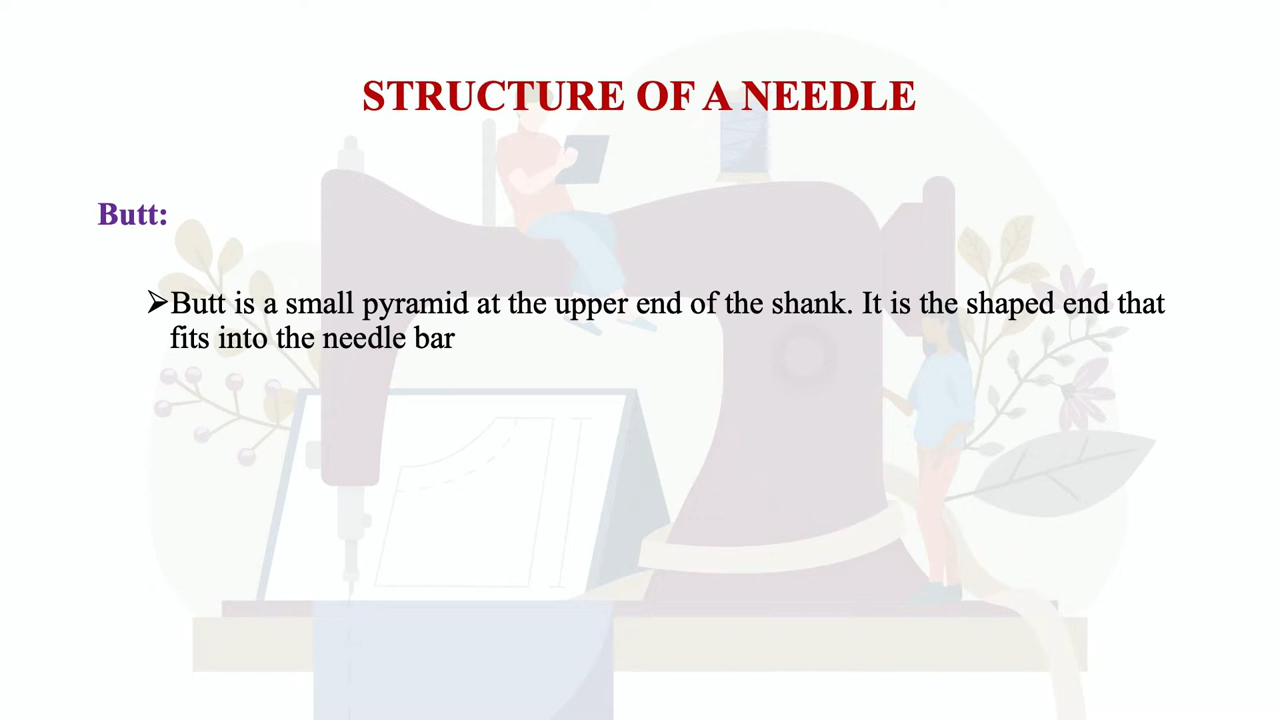 STRUCTURE OF A NEEDLE
Butt:
➢Butt is a small pyramid at the upper end of the shank. It is the shaped end that
fits into the needle bar